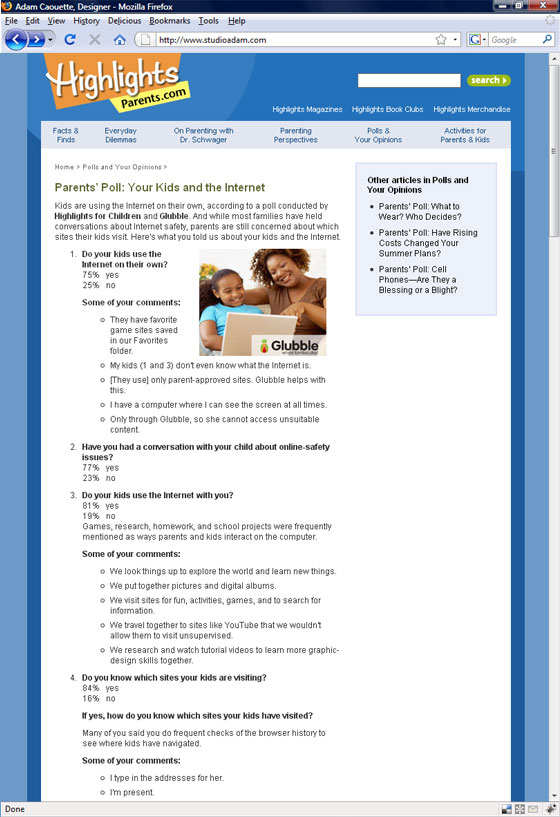 Adam Caouette, Designer - Mozilla Firefox
File Edit View History Delicious Bookmarks Tools Help
http://www.studioadam.com
Google
Highlights
Parents.com
search
Highlights Magazines Highlights Book Clubs Highlights Merchandise
Facts & Finds
Everyday Dilemmas
On Parenting with Dr. Schwager
Parenting Perspectives
Polls & Your Opinions
Activities for Parents & Kids
Home > Polls and Your Opinions >
Parents' Poll: Your Kids and the Internet
Kids are using the Internet on their own, according to a poll conducted by
Highlights for Children and Glubble. And while most families have held
conversations about Internet safety, parents are still concerned about which
sites their kids visit. Here's what you told us about your kids and the Internet.
1. Do your kids use the
Internet on their own?
75% yes
25% no
Some of your comments:
They have favorite
game sites saved
in our Favorites
folder.
Glubble
My kids (1 and 3) don't even know what the Internet is.
[They use] only parent-approved sites. Glubble helps with
this.
I have a computer where I can see the screen at all times.
Only through Glubble, so she cannot access unsuitable
content.
2. Have you had a conversation with your child about online-safety
issues?
77% yes
23% no
3. Do your kids use the Internet with you?
81% yes
19% no
Games, research, homework, and school projects were frequently
mentioned as ways parents and kids interact on the computer.
Some of your comments:
We look things up to explore the world and learn new things.
We put together pictures and digital albums.
We visit sites for fun, activities, games, and to search for
information.
We travel together to sites like YouTube that we wouldn't
allow them to visit unsupervised.
We research and watch tutorial videos to learn more graphic-
design skills together.
4. Do you know which sites your kids are visiting?
84% yes
16% no
If yes, how do you know which sites your kids have visited?
Many of you said you do frequent checks of the browser history to
see where kids have navigated.
Some of your comments:
I type in the addresses for her.
I'm present.
Other articles in Polls and
Your Opinions
Parents' Poll: What to
Wear? Who Decides?
Parents' Poll: Have Rising
Costs Changed Your
Summer Plans?
Parents' Poll: Cell
Phones—Are They a
Blessing or a Blight?
Done